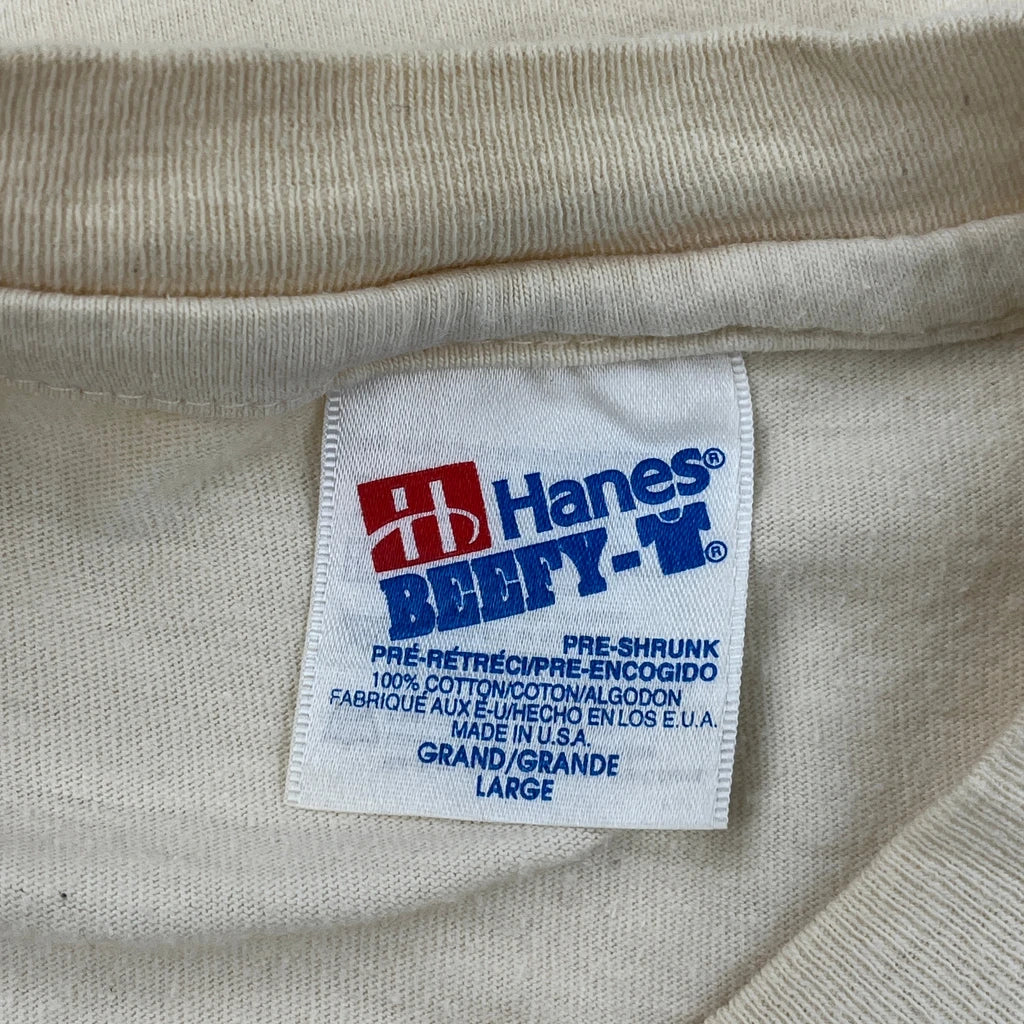 Hanes®
BEEFY-T®
PRE-SHRUNK
PRÉ-RÉTRÉCI/PRE-ENCOGIDO
100% COTTON/COTON/ALGODON
FABRIQUÉ AUX É-U/HECHO EN LOS E.U.A.
MADE IN U.S.A.
GRAND/GRANDE
LARGE